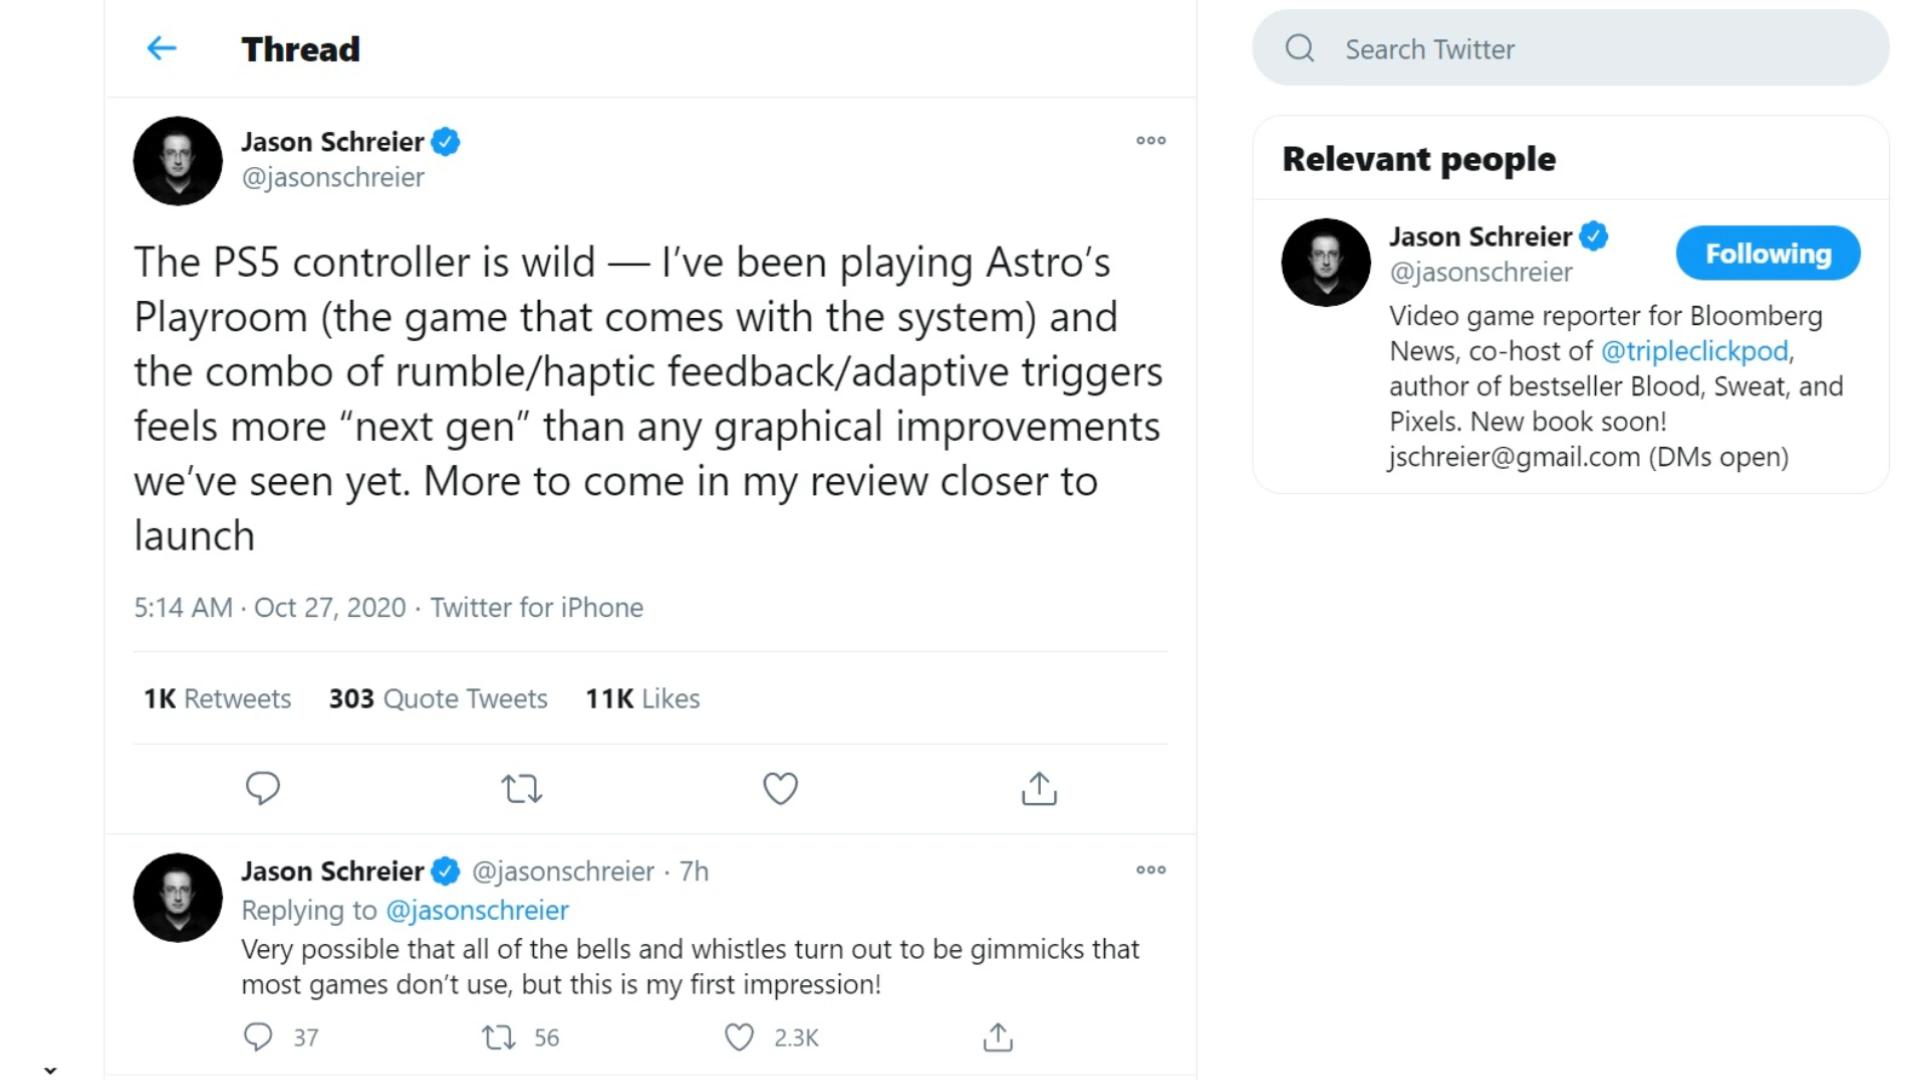 Thread
Jason Schreier
@jasonschreier
The PS5 controller is wild — I’ve been playing Astro’s
Playroom (the game that comes with the system) and
the combo of rumble/haptic feedback/adaptive triggers
feels more “next gen” than any graphical improvements
we’ve seen yet. More to come in my review closer to
launch
5:14 AM · Oct 27, 2020 · Twitter for iPhone
1K Retweets 303 Quote Tweets 11K Likes
Jason Schreier @jasonschreier · 7h
Replying to @jasonschreier
Very possible that all of the bells and whistles turn out to be gimmicks that
most games don’t use, but this is my first impression!
37 56 2.3K
Search Twitter
Relevant people
Jason Schreier
@jasonschreier
Following
Video game reporter for Bloomberg
News, co-host of @tripleclickpod,
author of bestseller Blood, Sweat, and
Pixels. New book soon!
jschreier@gmail.com (DMs open)